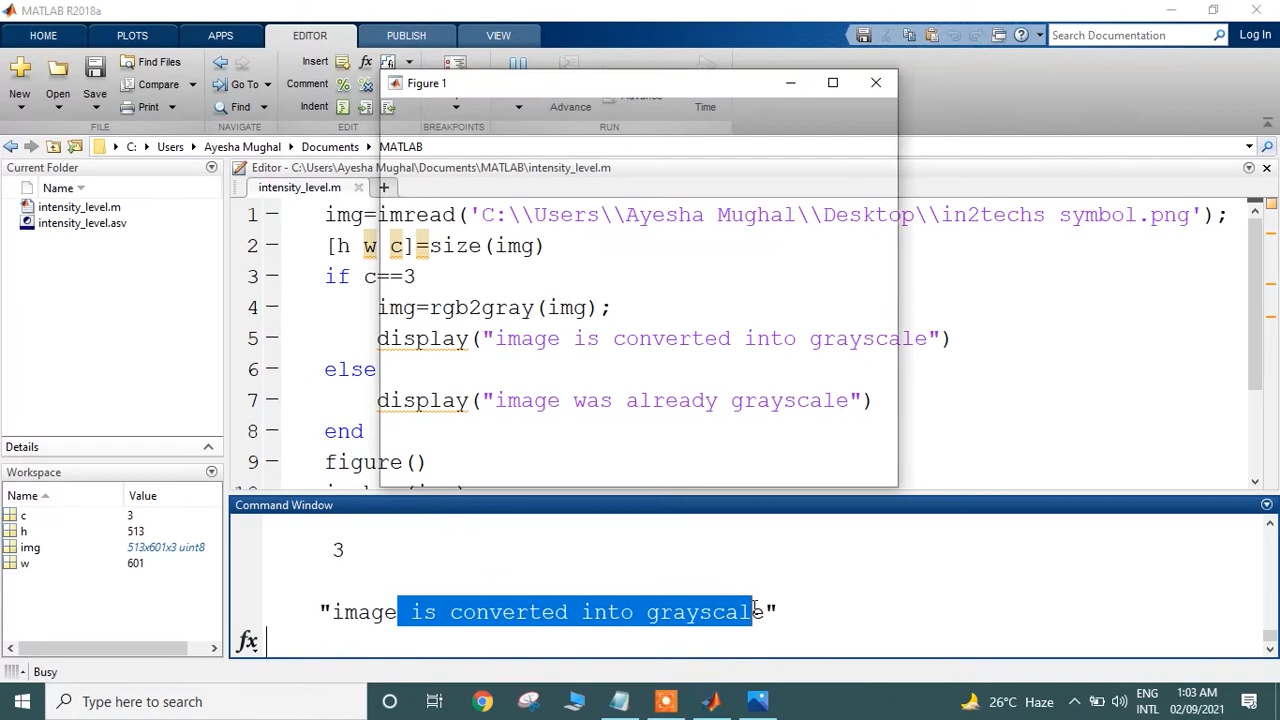 MATLAB R2018a
HOME
PLOTS
APPS
EDITOR
PUBLISH
VIEW
Search Documentation
Log In
New
Open
Save
Find Files
Compare
Print
Go To
Find
Insert
Comment
Indent
Advance
Time
FILE
NAVIGATE
EDIT
BREAKPOINTS
RUN
Figure 1
C:
Users
Ayesha Mughal
Documents
MATLAB
Current Folder
Name
intensity_level.m
intensity_level.asv
Details
Workspace
Name
Value
c
3
h
513
img
513x601x3 uint8
w
601
Editor - C:\Users\Ayesha Mughal\Documents\MATLAB\intensity_level.m
intensity_level.m
1 img=imread('C:\\Users\\Ayesha Mughal\\Desktop\\in2techs symbol.png');
2 [h w c]=size(img)
3 if c==3
4 img=rgb2gray(img);
5 display("image is converted into grayscale")
6 else
7 display("image was already grayscale")
8 end
9 figure()
Command Window
3
"image is converted into grayscale"
fx
Busy
Type here to search
26°C Haze
ENG
INTL
1:03 AM
02/09/2021